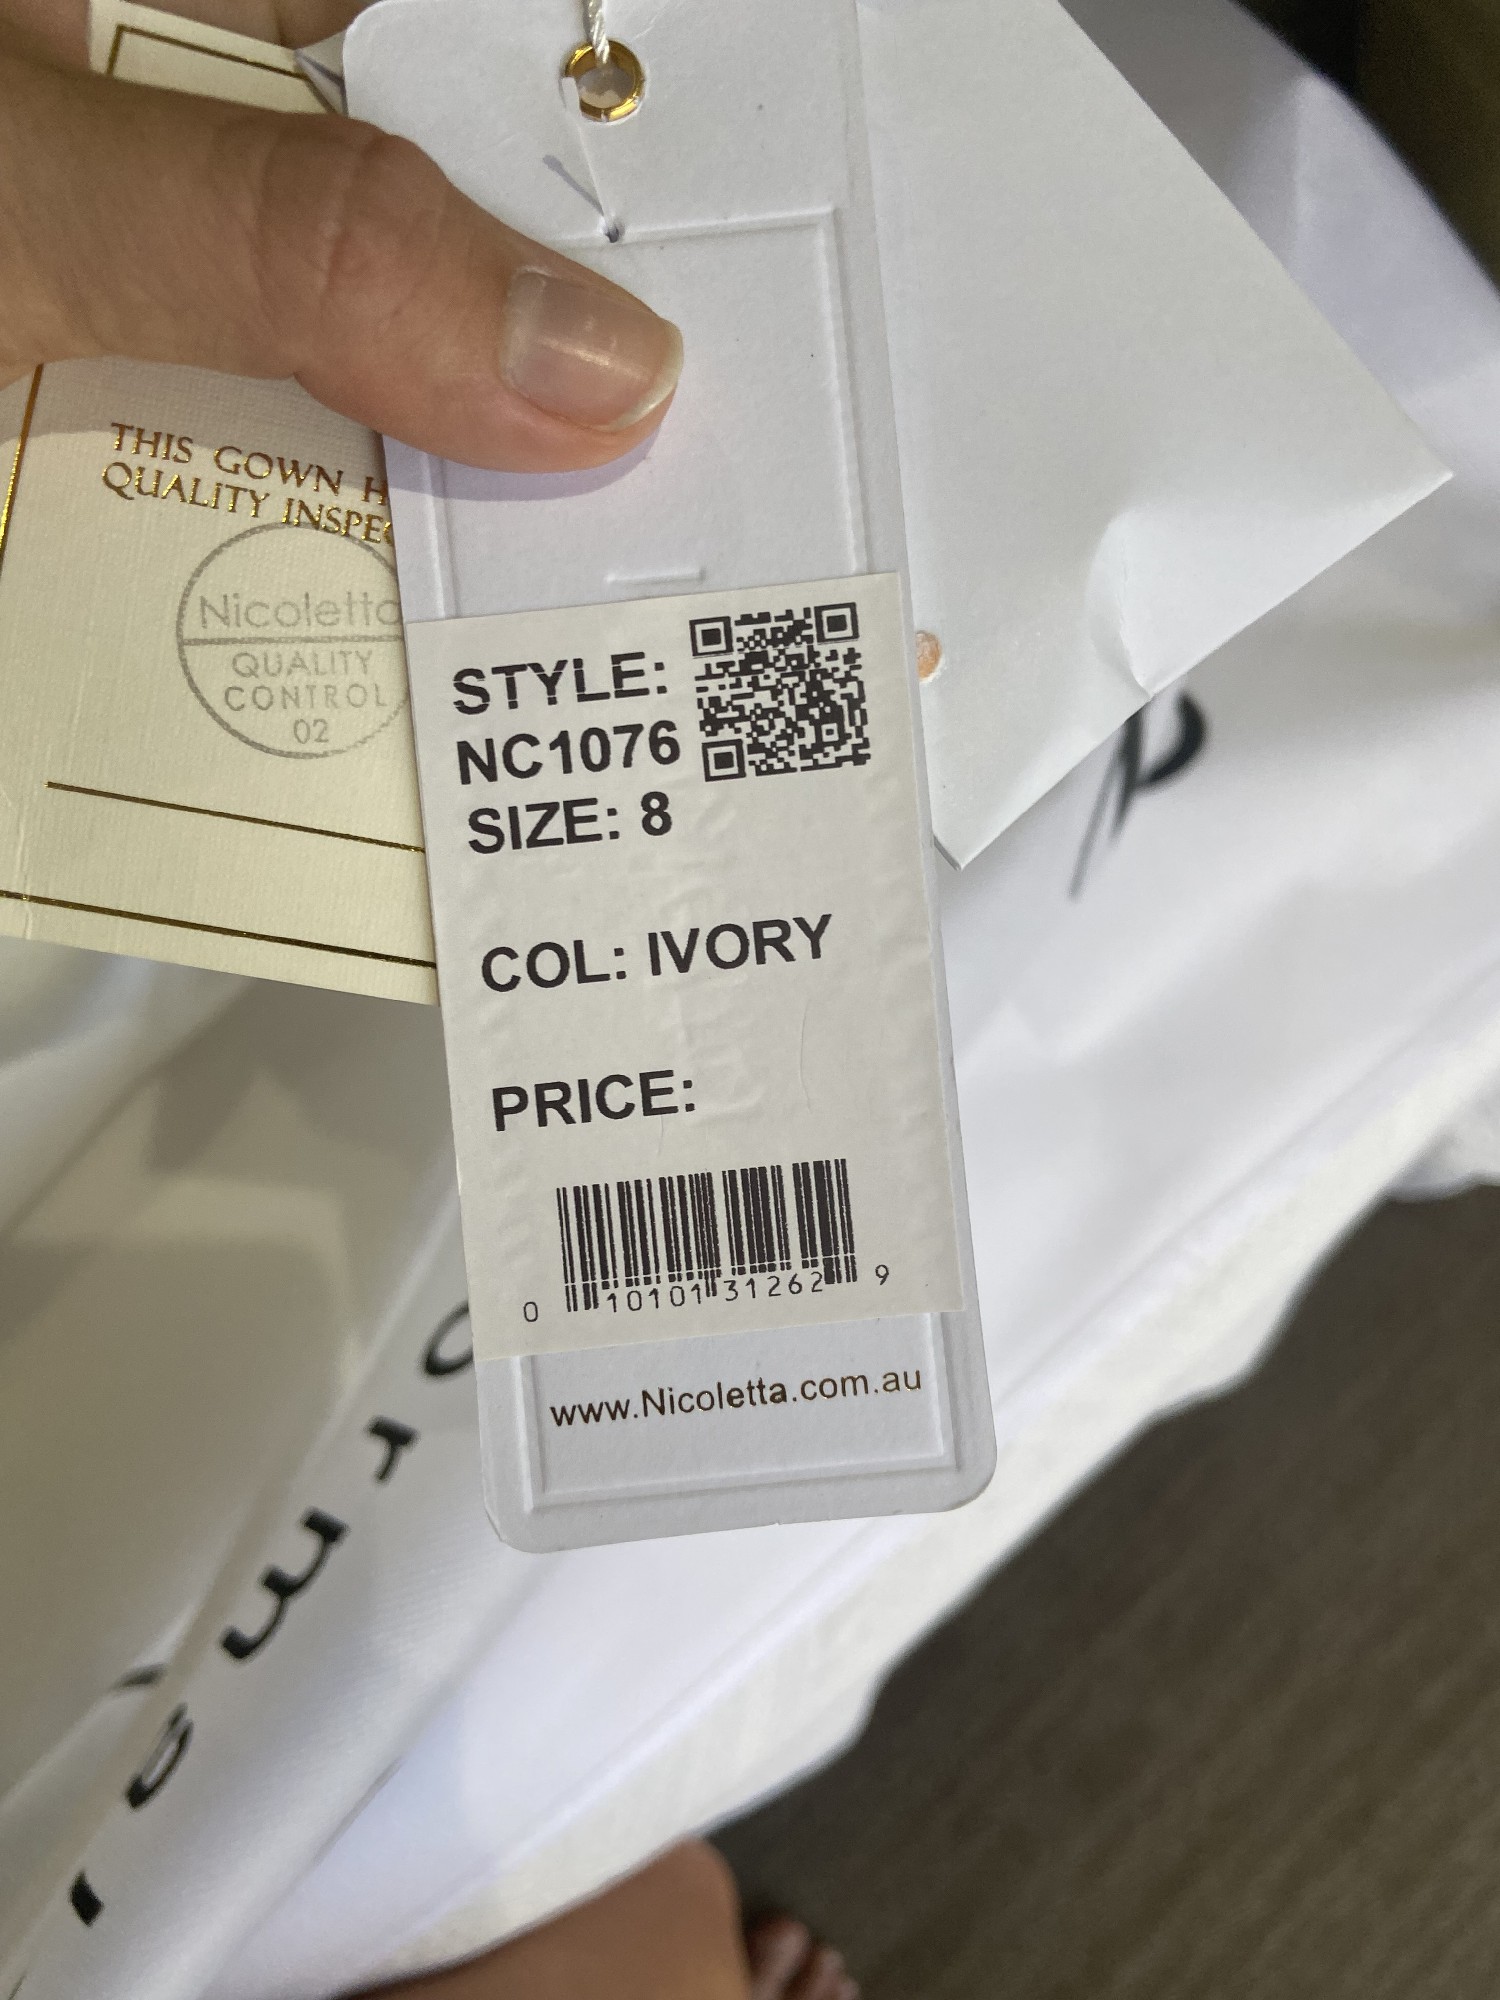 THIS GOWN H
QUALITY INSPEC
Nicoletta
QUALITY
CONTROL
02
STYLE:
NC1076
SIZE: 8
COL: IVORY
PRICE:
0 10101 31262 9
www.Nicoletta.com.au